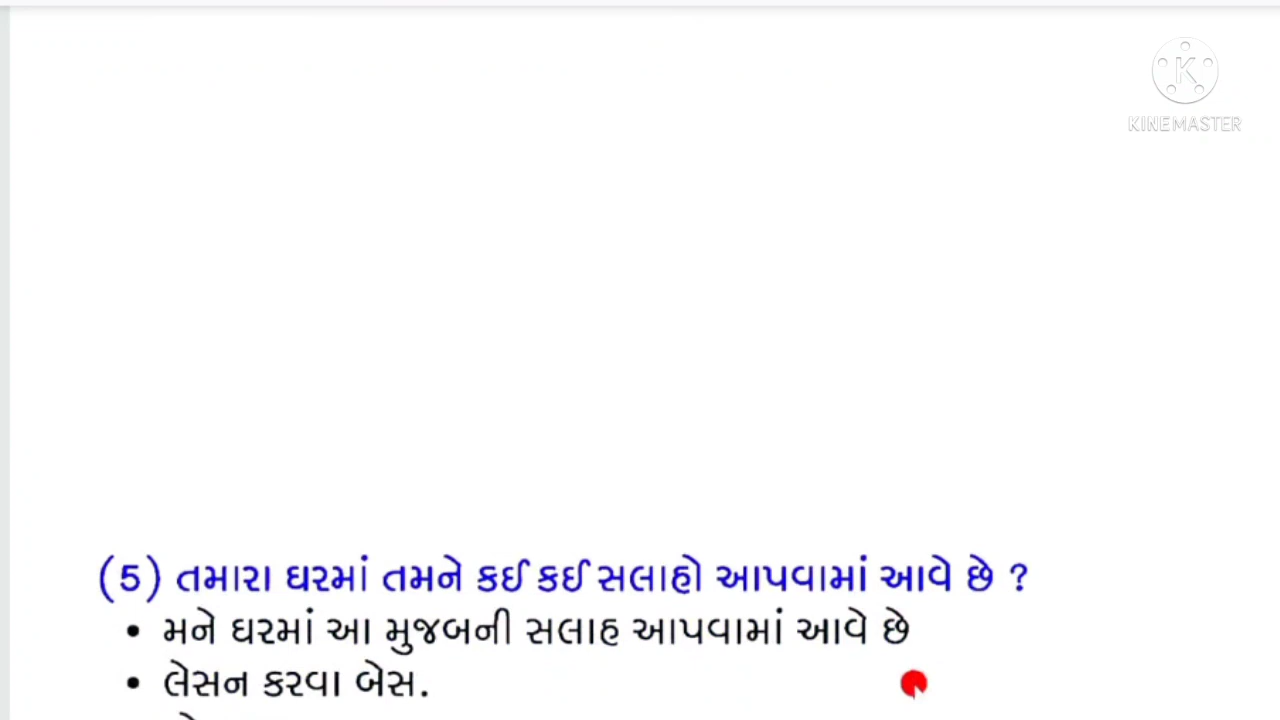 KINEMASTER
(5) તમારા ઘરમાં તમને કઈ કઈ સલાહો આપવામાં આવે છે ?
• મને ઘરમાં આ મુજબની સલાહ આપવામાં આવે છે
• લેસન કરવા બેસ.